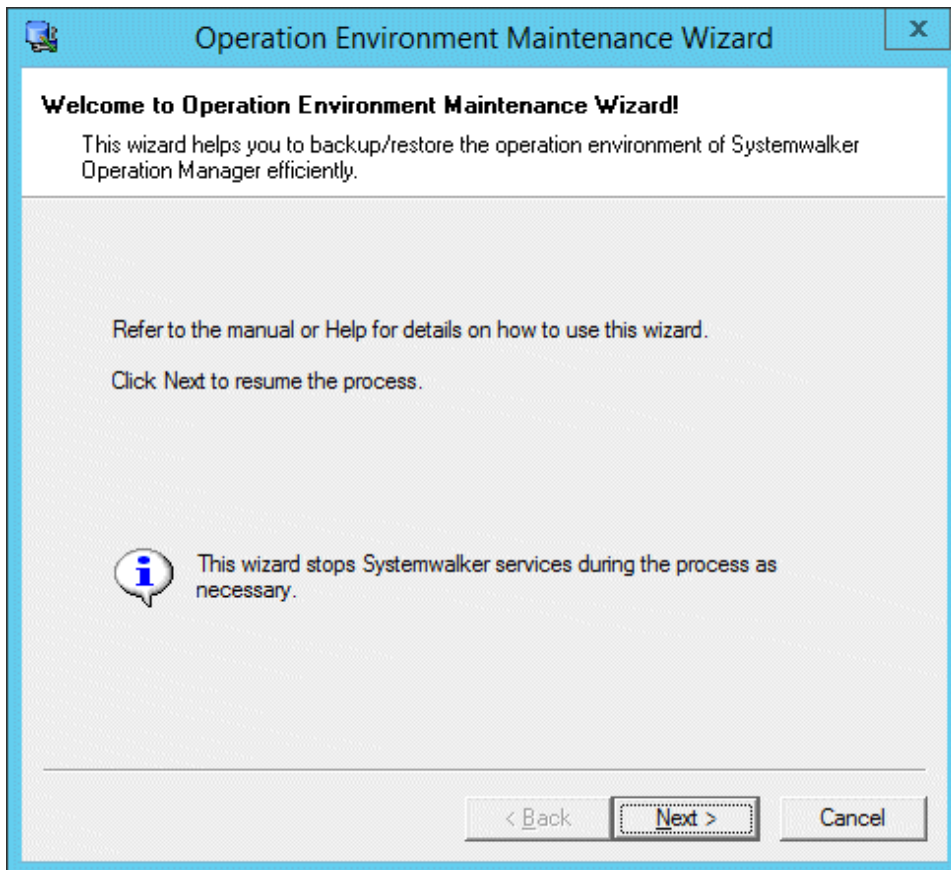 Operation Environment Maintenance Wizard
x
Welcome to Operation Environment Maintenance Wizard!
This wizard helps you to backup/restore the operation environment of Systemwalker
Operation Manager efficiently.
Refer to the manual or Help for details on how to use this wizard.
Click Next to resume the process.
This wizard stops Systemwalker services during the process as
necessary.
< Back
Next >
Cancel